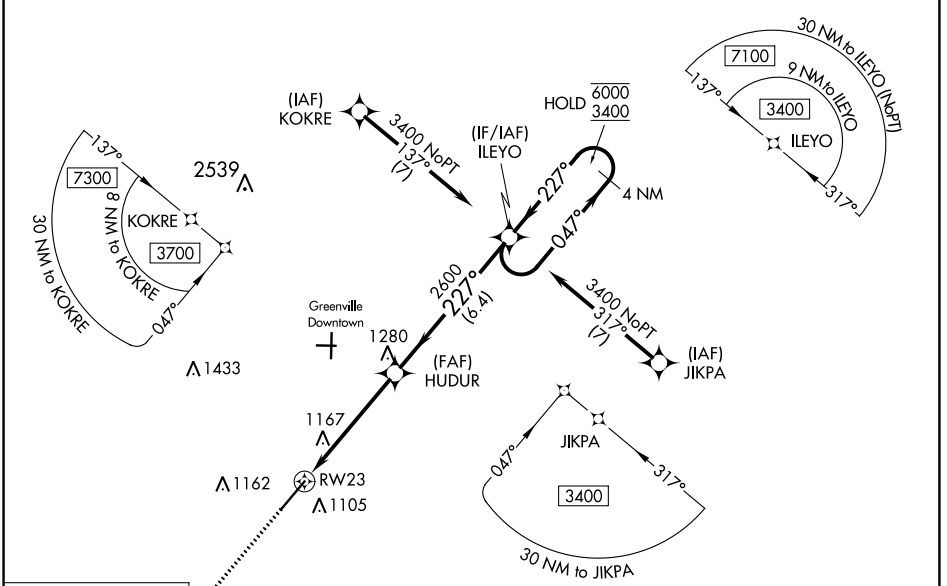 30 NM to ILEYO (NoPT)
7100
9 NM to ILEYO
137°
3400
ILEYO
317°
(IAF)
KOKRE
3400 NoPT
137°
(7)
(IF/IAF)
ILEYO
HOLD 6000
3400
227°
047°
4 NM
137°
7300
2539
KOKRE
8 NM to KOKRE
3700
30 NM to KOKRE
047°
2600
227°
(6.4)
3400 NoPT
317°
(7)
(IAF)
JIKPA
Greenville
Downtown
1280
(FAF)
HUDUR
1433
1167
RW23
1162
1105
JIKPA
047°
317°
3400
30 NM to JIKPA